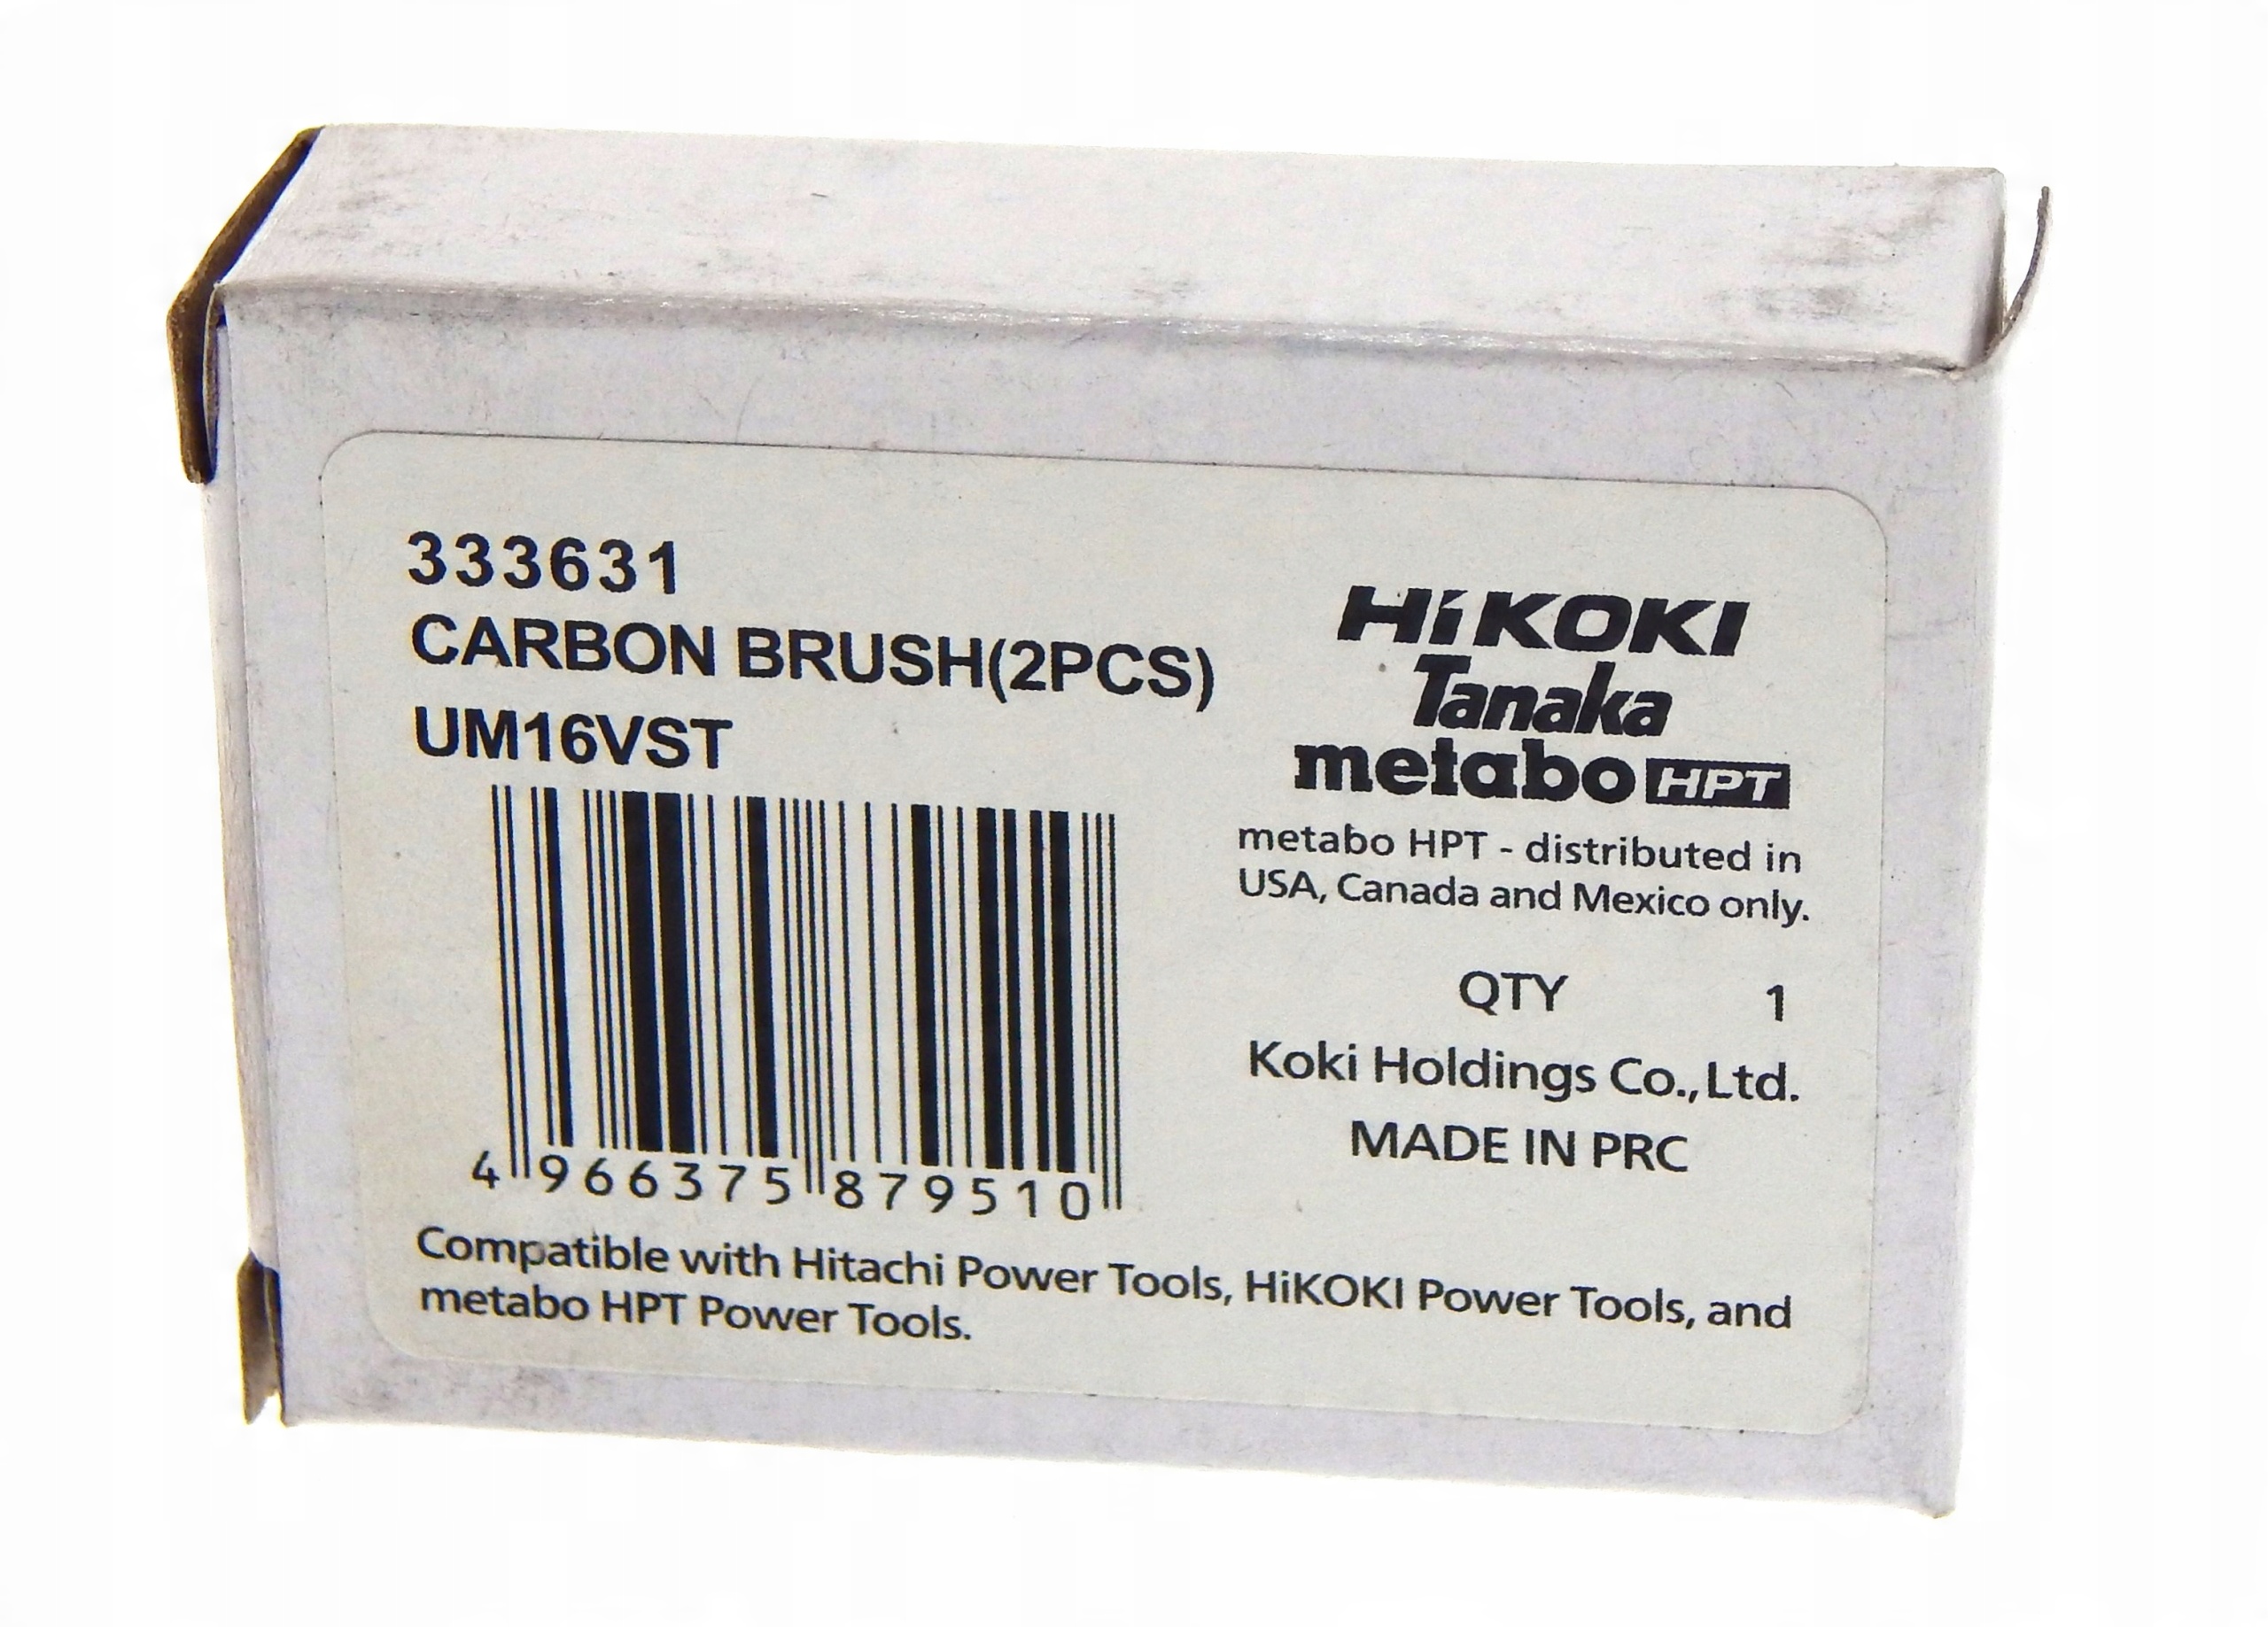 333631
CARBON BRUSH(2PCS)
UM16VST
4 966375 879510
HiKOKI
Tanaka
metabo HPT
metabo HPT - distributed in
USA, Canada and Mexico only.
QTY 1
Koki Holdings Co.,Ltd.
MADE IN PRC
Compatible with Hitachi Power Tools, HiKOKI Power Tools, and
metabo HPT Power Tools.